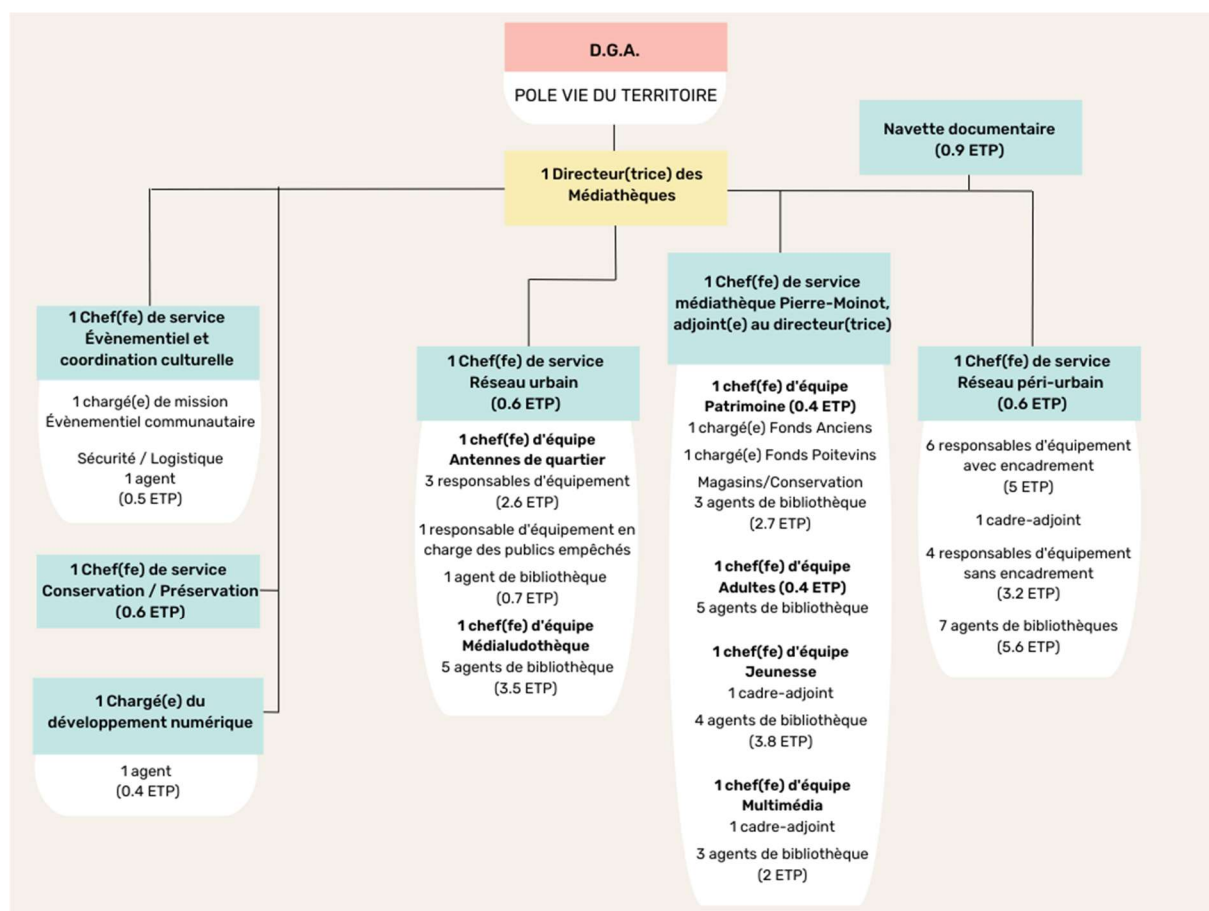 D.G.A.
POLE VIE DU TERRITOIRE
Navette documentaire
(0.9 ETP)
1 Directeur(trice) des
Médiathèques
1 Chef(fe) de service
Évènementiel et
coordination culturelle
1 chargé(e) de mission
Évènementiel communautaire
Sécurité / Logistique
1 agent
(0.5 ETP)
1 Chef(fe) de service
Conservation / Préservation
(0.6 ETP)
1 Chargé(e) du
développement numérique
1 agent
(0.4 ETP)
1 Chef(fe) de service
Réseau urbain
(0.6 ETP)
1 chef(fe) d'équipe
Antennes de quartier
3 responsables d'équipement
(2.6 ETP)
1 responsable d'équipement en
charge des publics empêchés
1 agent de bibliothèque
(0.7 ETP)
1 chef(fe) d'équipe
Médialudothèque
5 agents de bibliothèque
(3.5 ETP)
1 Chef(fe) de service
médiathèque Pierre-Moinot,
adjoint(e) au directeur(trice)
1 chef(fe) d'équipe
Patrimoine (0.4 ETP)
1 chargé(e) Fonds Anciens
1 chargé(e) Fonds Poitevins
Magasins/Conservation
3 agents de bibliothèque
(2.7 ETP)
1 chef(fe) d'équipe
Adultes (0.4 ETP)
5 agents de bibliothèque
1 chef(fe) d'équipe
Jeunesse
1 cadre-adjoint
4 agents de bibliothèque
(3.8 ETP)
1 chef(fe) d'équipe
Multimédia
1 cadre-adjoint
3 agents de bibliothèque
(2 ETP)
1 Chef(fe) de service
Réseau péri-urbain
(0.6 ETP)
6 responsables d'équipement
avec encadrement
(5 ETP)
1 cadre-adjoint
4 responsables d'équipement
sans encadrement
(3.2 ETP)
7 agents de bibliothèques
(5.6 ETP)